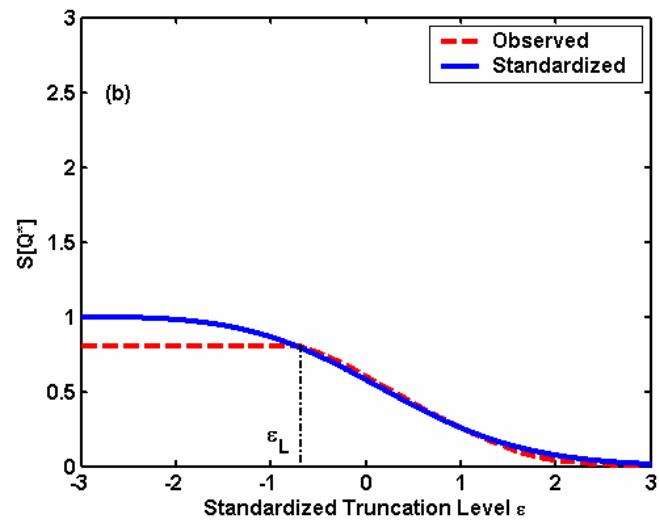 3
Observed
Standardized
2.5
(b)
2
S[Q*]
1.5
1
0.5
εL
0
-3 -2 -1 0 1 2 3
Standardized Truncation Level ε